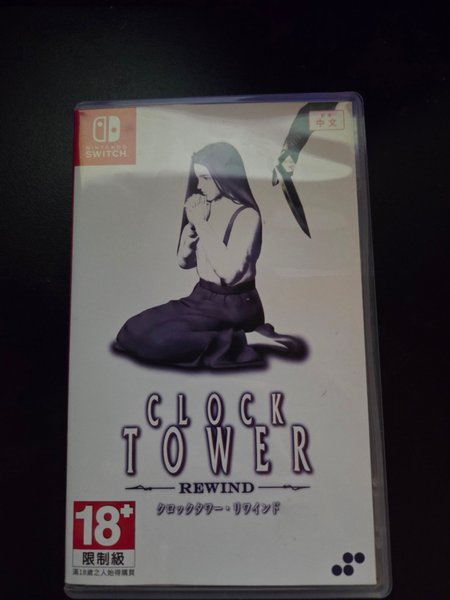 NINTENDO
SWITCH
中文
CLOCK
TOWER
REWIND
クロックタワー・リワインド
18+
限制級
滿18歲之人始得購買